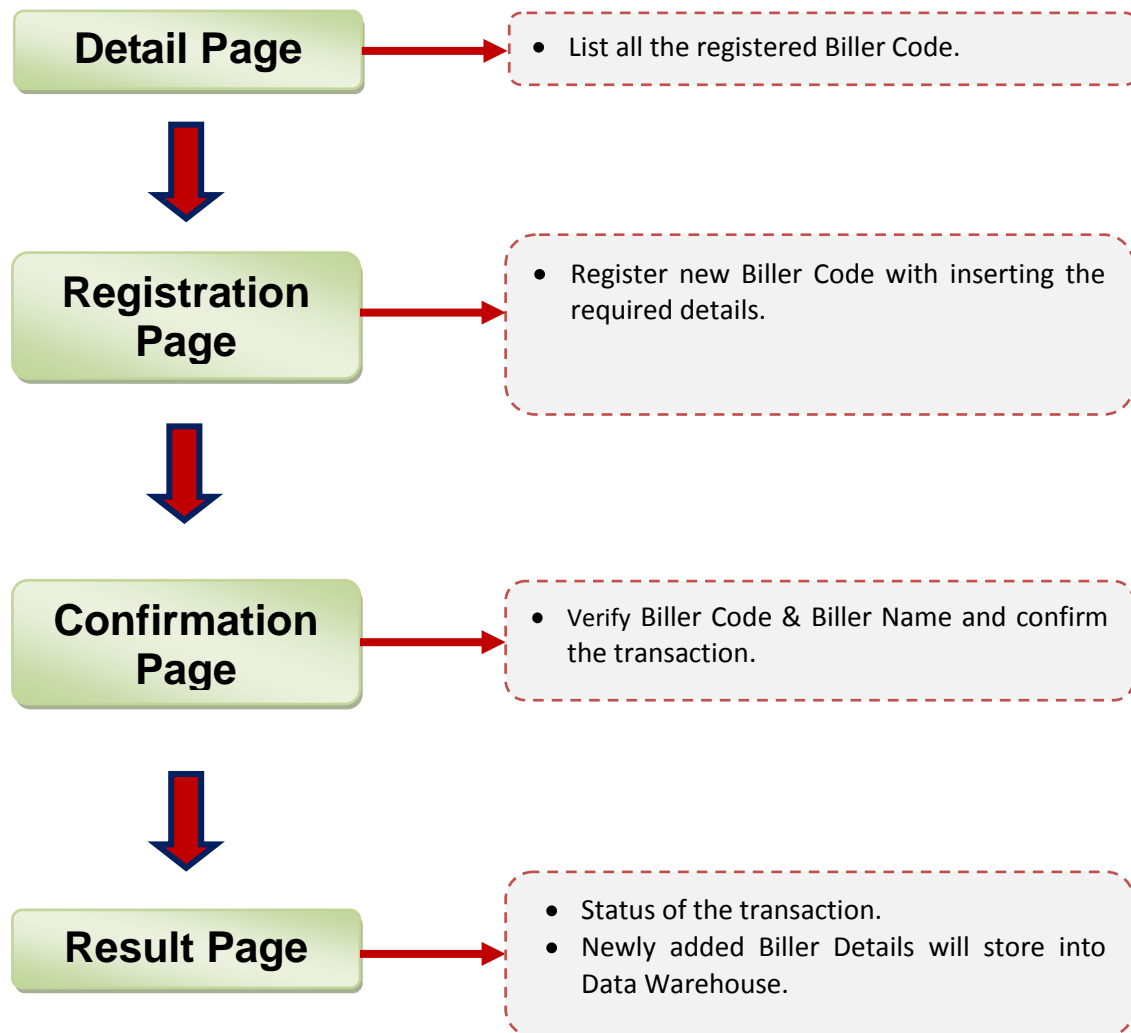 Detail Page
• List all the registered Biller Code.
Registration
Page
• Register new Biller Code with inserting the
required details.
Confirmation
Page
• Verify Biller Code & Biller Name and confirm
the transaction.
Result Page
• Status of the transaction.
• Newly added Biller Details will store into
Data Warehouse.